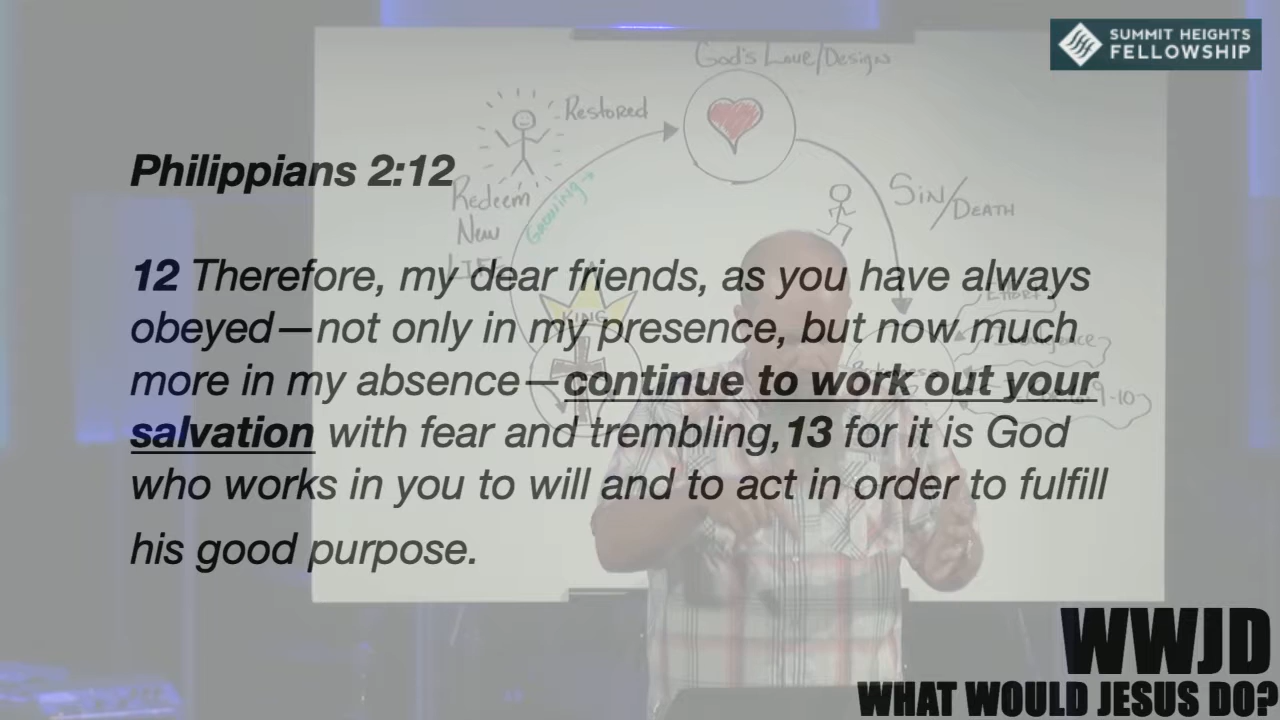 SUMMIT HEIGHTS
FELLOWSHIP
God's Love/Design
Restored
Redeem
New
LIFE
Growing
Sin/
DEATH
KING
Philippians 2:12
12 Therefore, my dear friends, as you have always
obeyed—not only in my presence, but now much
more in my absence—continue to work out your
salvation with fear and trembling,13 for it is God
who works in you to will and to act in order to fulfill
his good purpose.
WWJD
WHAT WOULD JESUS DO?